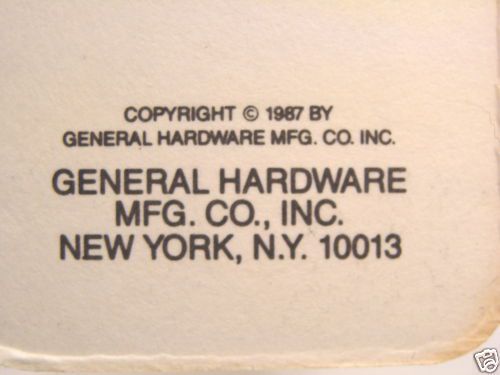 COPYRIGHT © 1987 BY
GENERAL HARDWARE MFG. CO. INC.
GENERAL HARDWARE
MFG. CO., INC.
NEW YORK, N.Y. 10013